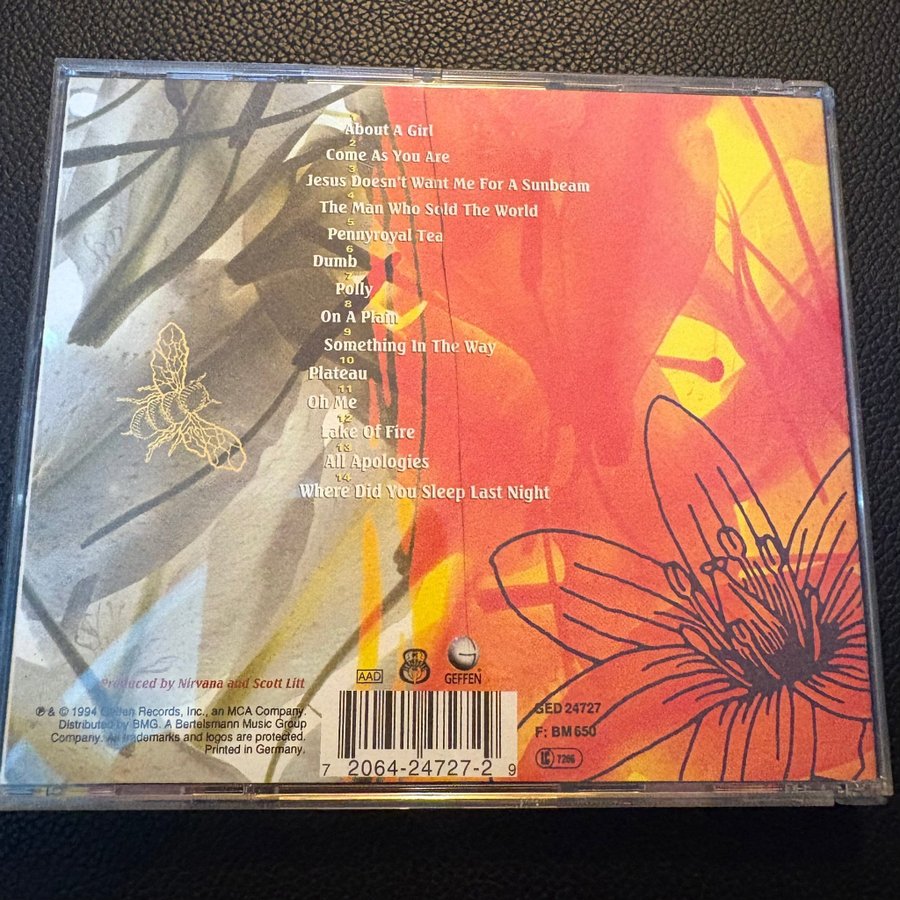 About A Girl
2
Come As You Are
3
Jesus Doesn't Want Me For A Sunbeam
4
The Man Who Sold The World
5
Pennyroyal Tea
6
Dumb
7
Polly
8
On A Plain
9
Something In The Way
10
Plateau
11
Oh Me
12
Lake Of Fire
13
All Apologies
14
Where Did You Sleep Last Night
Produced by Nirvana and Scott Litt
℗ & © 1994 Geffen Records, Inc., an MCA Company.
Distributed by BMG. A Bertelsmann Music Group
Company. All trademarks and logos are protected.
Printed in Germany.
AAD
GEFFEN
7 2064-24727-2 9
GED 24727
F: BM 650
LC 7266